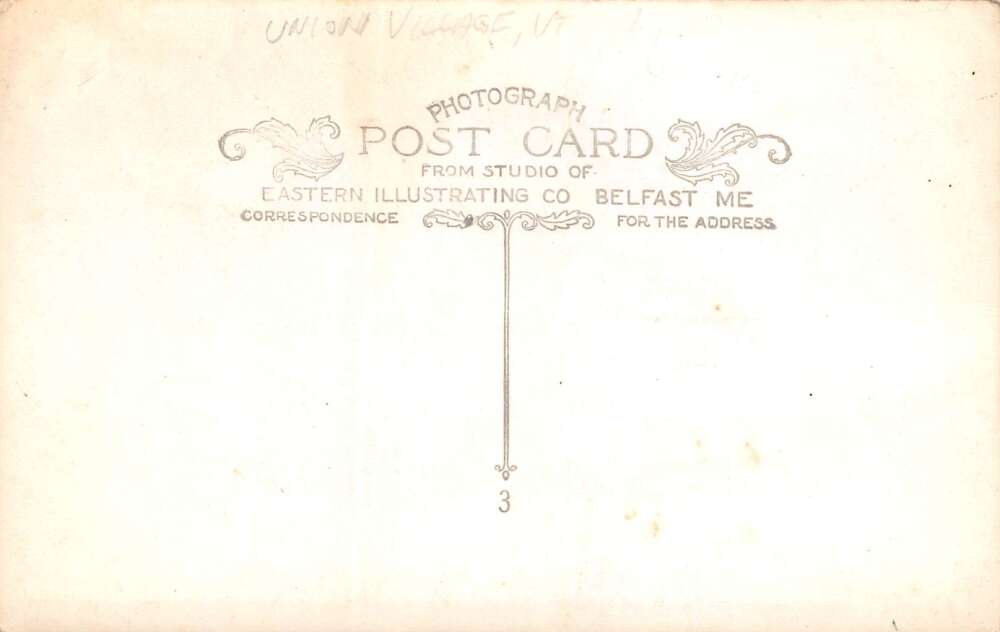 UNION VILLAGE, VT
PHOTOGRAPH
POST CARD
FROM STUDIO OF
EASTERN ILLUSTRATING CO BELFAST ME
CORRESPONDENCE FOR THE ADDRESS
3